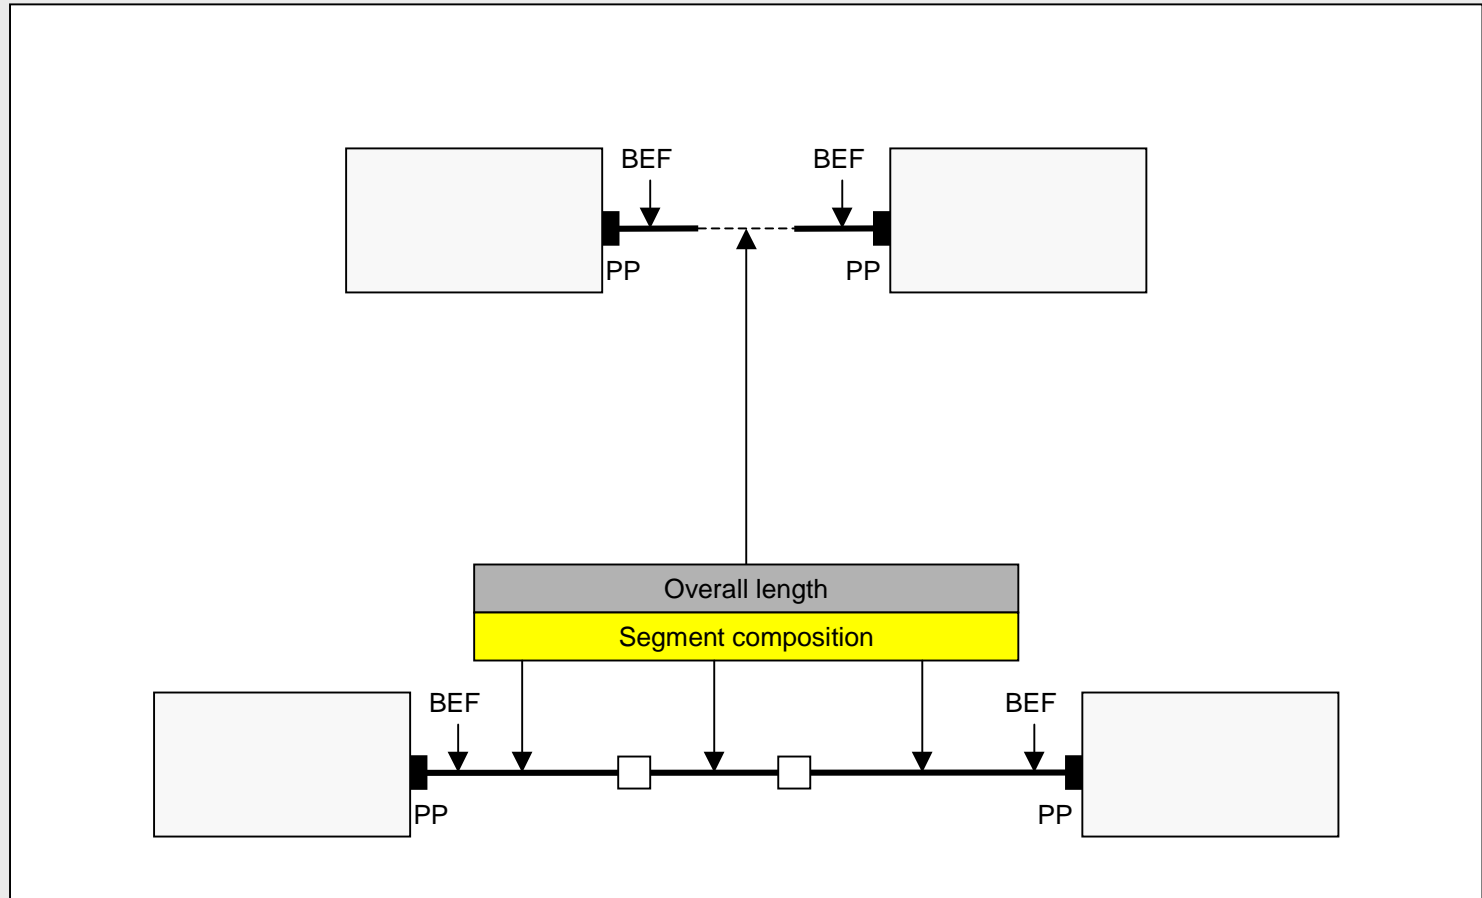 BEF BEF
PP PP
Overall length
Segment composition
BEF BEF
PP PP